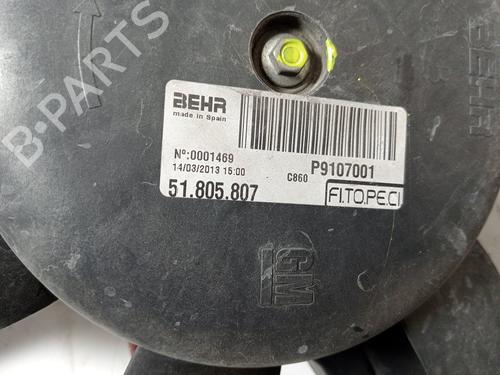 B-PARTS
BEHR
BEHR
made in Spain
Nº:0001469
14/03/2013 15:00
C860
P9107001
51.805.807
F.I.TO.PE.CI
GM